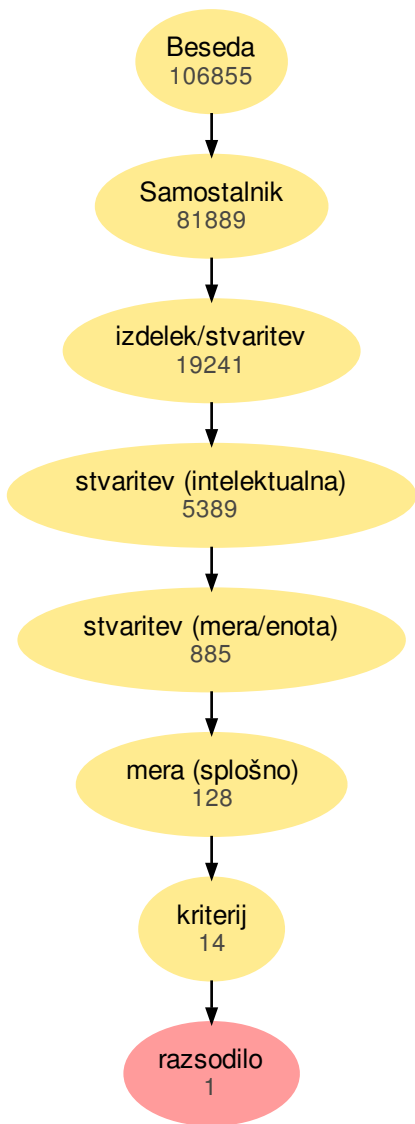 Beseda
106855
Samostalnik
81889
izdelek/stvaritev
19241
stvaritev (intelektualna)
5389
stvaritev (mera/enota)
885
mera (splošno)
128
kriterij
14
razsodilo
1